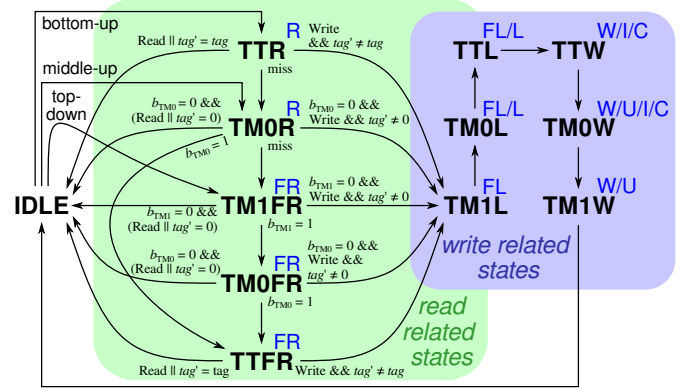 bottom-up
middle-up
top-
down
IDLE
Read || tag' = tag
R
TTR
miss
Write
&& tag' ≠ tag
b_TM0 = 0 &&
(Read || tag' = 0)
R
TM0R
miss
b_TM0 = 0 &&
Write && tag' ≠ 0
b_TM0 = 1
b_TM1 = 0 &&
(Read || tag' = 0)
FR
TM1FR
b_TM1 = 1
b_TM1 = 0 &&
Write && tag' ≠ 0
b_TM0 = 0 &&
(Read || tag' = 0)
FR
TM0FR
b_TM0 = 1
b_TM0 = 0 &&
Write &&
tag' ≠ 0
FR
TTFR
Read || tag' = tag
Write && tag' ≠ tag
read
related
states
FL/L
TTL
W/I/C
TTW
FL/L
TM0L
W/U/I/C
TM0W
FL
TM1L
W/U
TM1W
write related
states